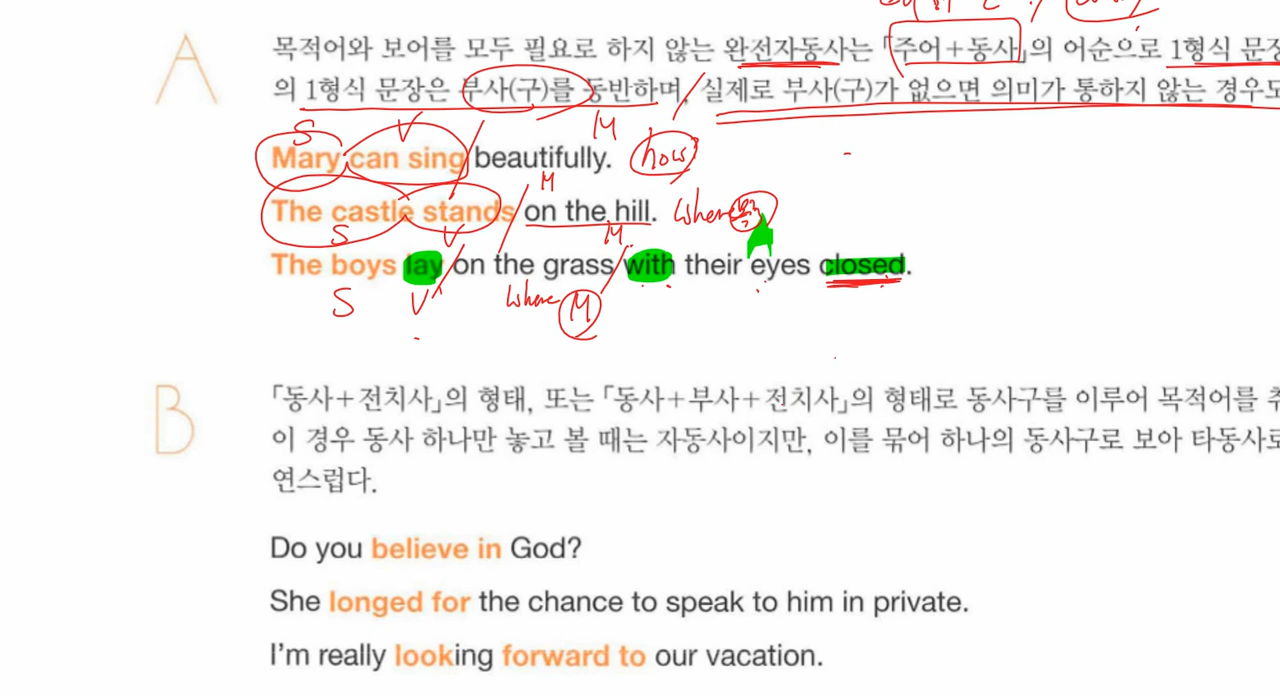 A
목적어와 보어를 모두 필요로 하지 않는 완전자동사는 「주어+동사」의 어순으로 1형식 문장
의 1형식 문장은 부사(구)를 동반하며, 실제로 부사(구)가 없으면 의미가 통하지 않는 경우도
S V M
Mary can sing beautifully. how
M
The castle stands on the hill. where
S V M
The boys lay on the grass with their eyes closed.
S V where M
B
「동사+전치사」의 형태, 또는 「동사+부사+전치사」의 형태로 동사구를 이루어 목적어를
이 경우 동사 하나만 놓고 볼 때는 자동사이지만, 이를 묶어 하나의 동사구로 보아 타동사로
연스럽다.
Do you believe in God?
She longed for the chance to speak to him in private.
I'm really looking forward to our vacation.